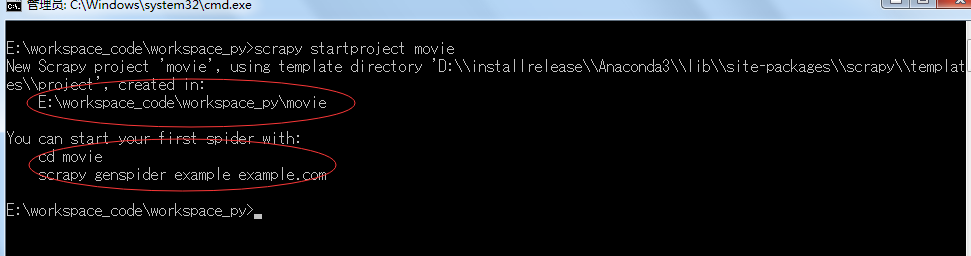 管理员: C:\Windows\system32\cmd.exe
E:\workspace_code\workspace_py>scrapy startproject movie
New Scrapy project 'movie', using template directory 'D:\\installrelease\\Anaconda3\\lib\\site-packages\\scrapy\\templat
es\\project', created in:
E:\workspace_code\workspace_py\movie
You can start your first spider with:
cd movie
scrapy genspider example example.com
E:\workspace_code\workspace_py>